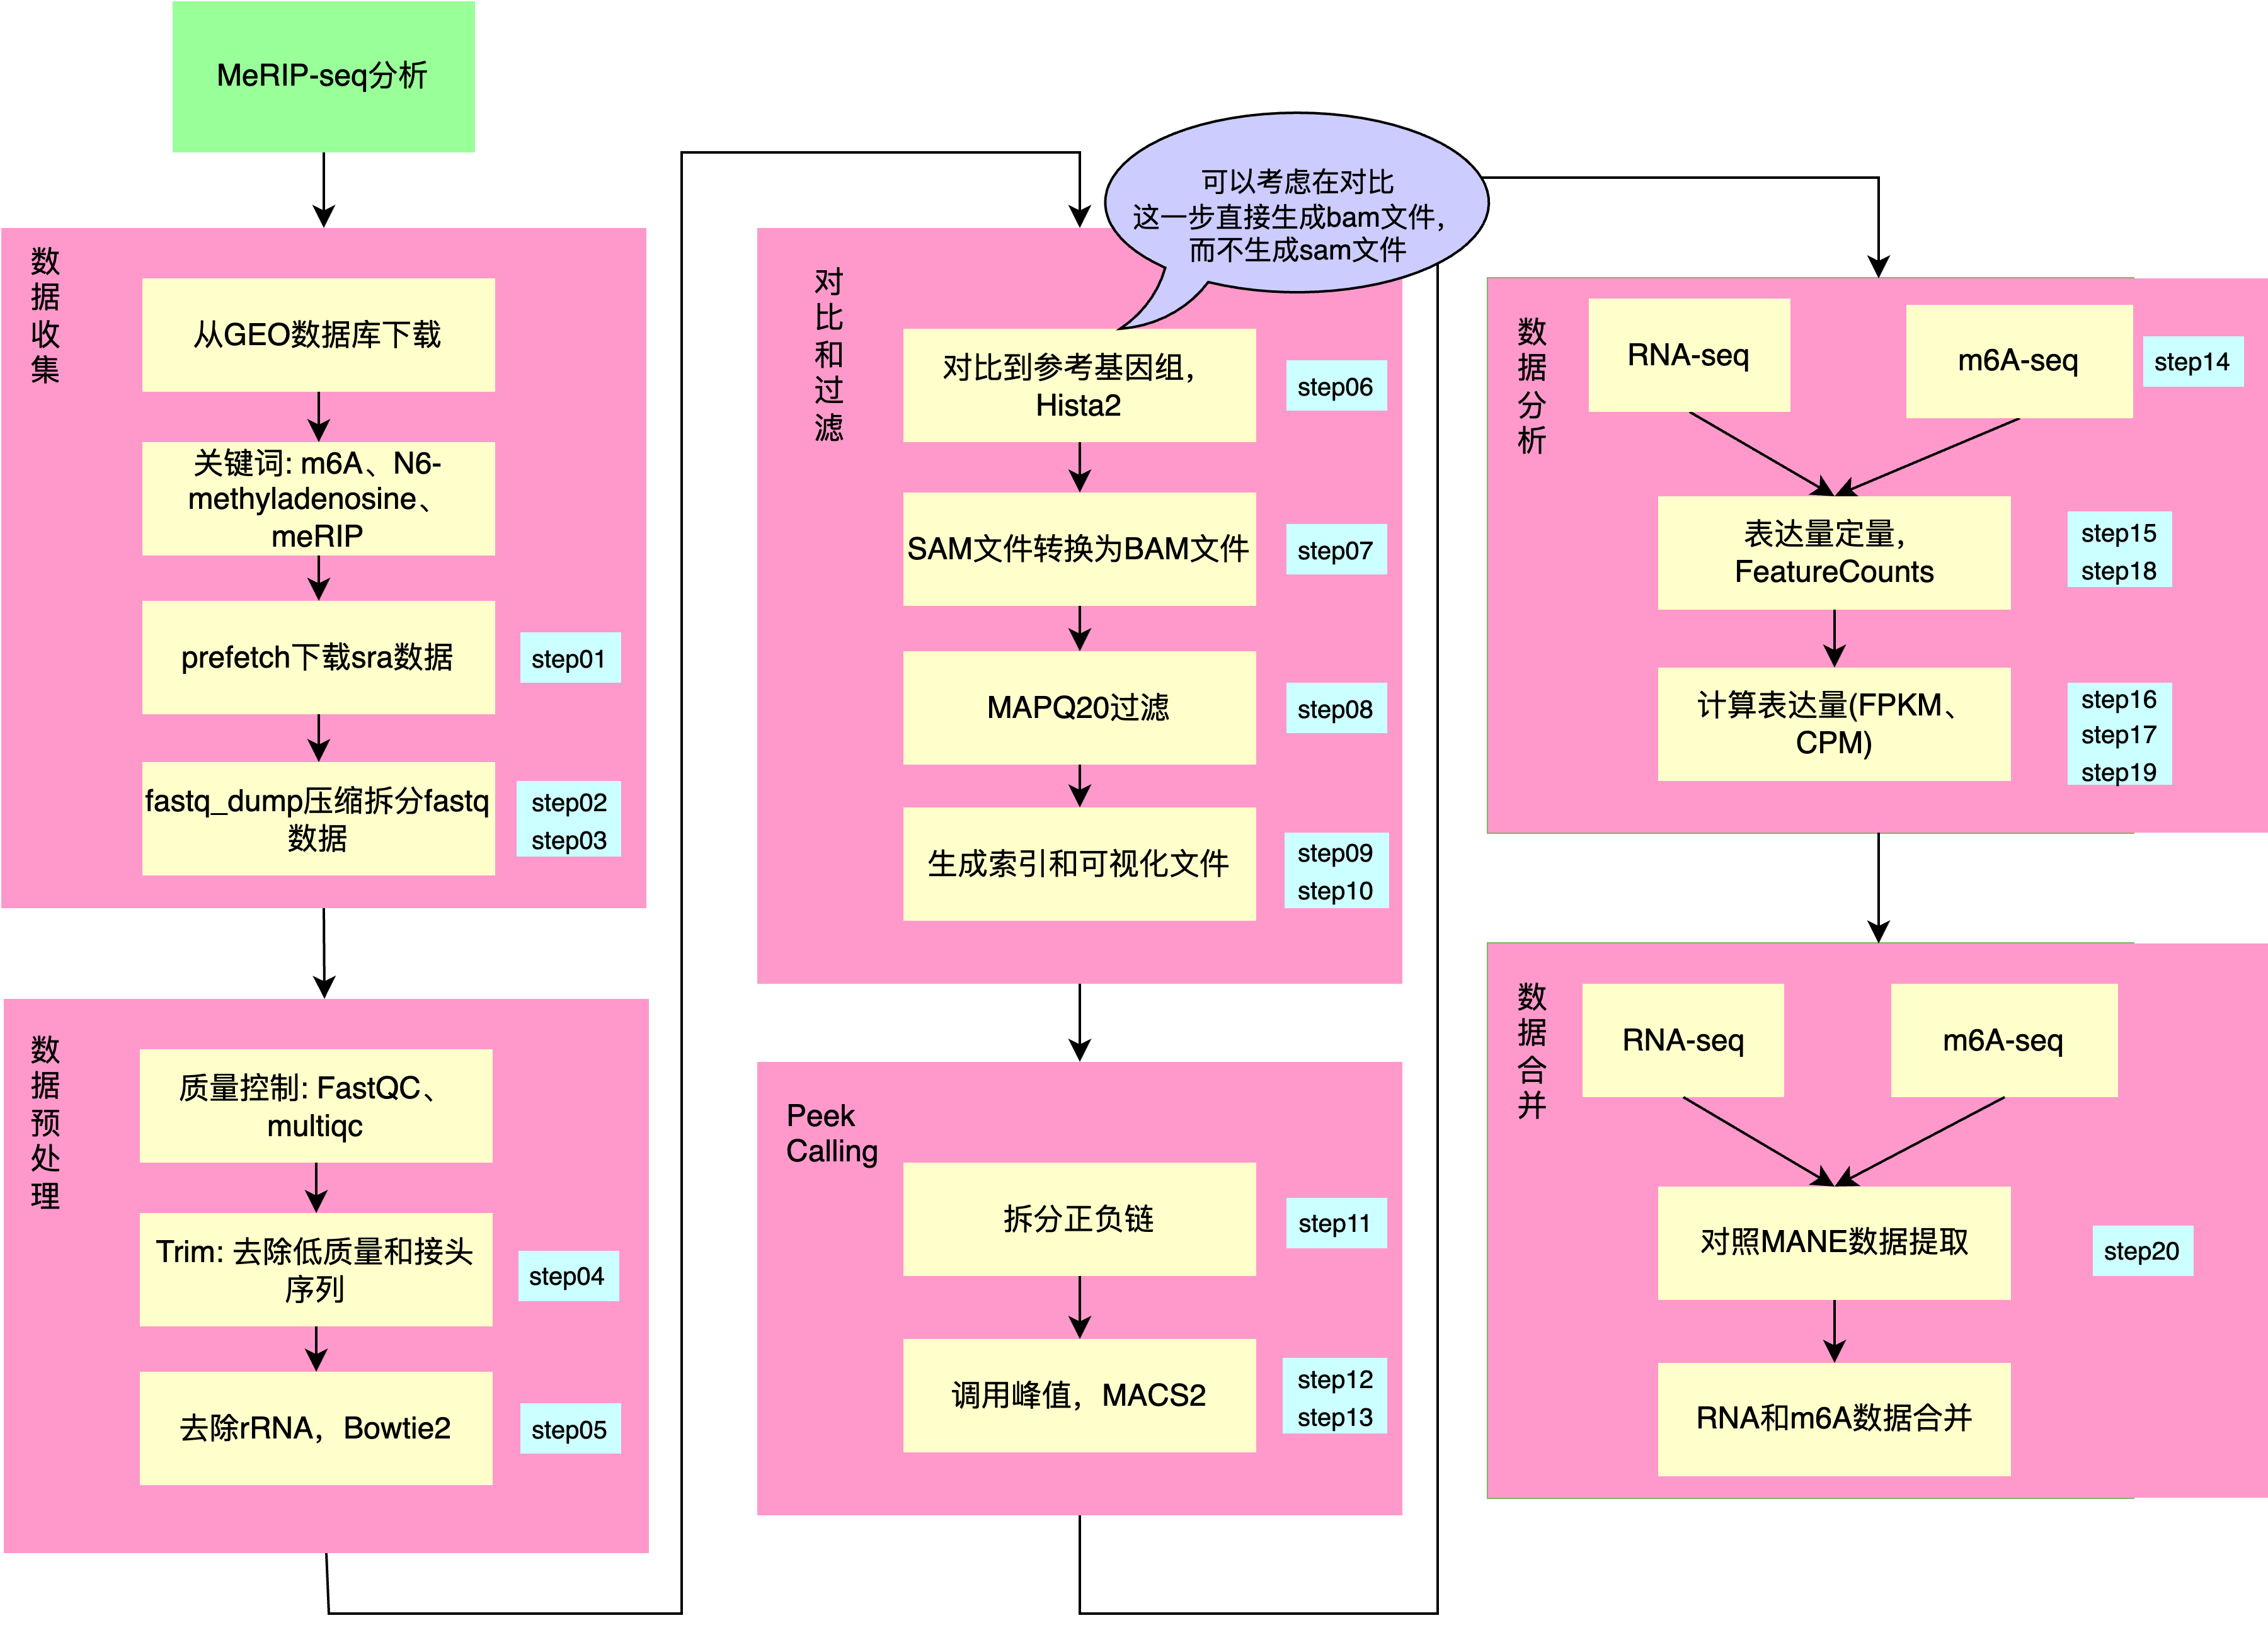 MeRIP-seq分析
数
据
收
集
从GEO数据库下载
关键词: m6A、N6-
methyladenosine、
meRIP
prefetch下载sra数据
step01
fastq_dump压缩拆分fastq
数据
step02
step03
数
据
预
处
理
质量控制: FastQC、
multiqc
Trim: 去除低质量和接头
序列
step04
去除rRNA，Bowtie2
step05
可以考虑在对比
这一步直接生成bam文件，
而不生成sam文件
对
比
和
过
滤
对比到参考基因组，
Hista2
step06
SAM文件转换为BAM文件
step07
MAPQ20过滤
step08
生成索引和可视化文件
step09
step10
Peek
Calling
拆分正负链
step11
调用峰值，MACS2
step12
step13
数
据
分
析
RNA-seq
m6A-seq
step14
表达量定量，
FeatureCounts
step15
step18
计算表达量(FPKM、
CPM)
step16
step17
step19
数
据
合
并
RNA-seq
m6A-seq
对照MANE数据提取
step20
RNA和m6A数据合并